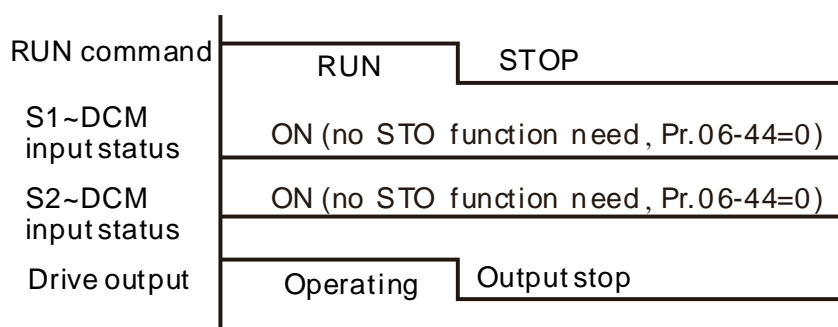 RUN command
RUN
STOP
S1~DCM
input status
ON (no STO function need, Pr.06-44=0)
S2~DCM
input status
ON (no STO function need, Pr.06-44=0)
Drive output
Operating
Output stop